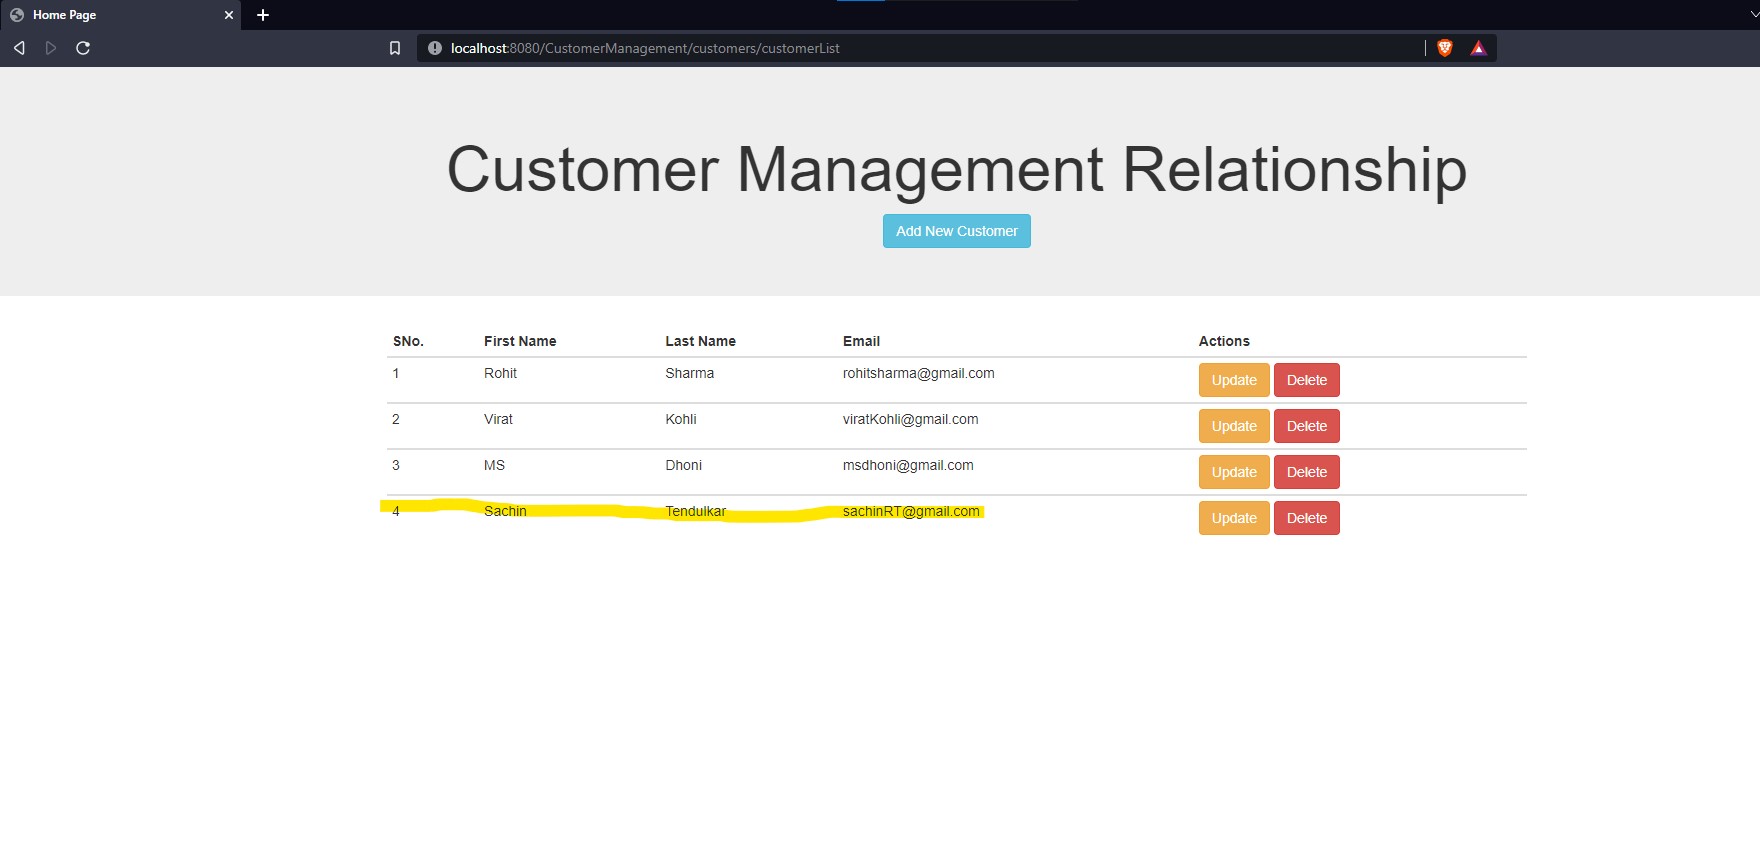 Home Page
localhost:8080/CustomerManagement/customers/customerList
Customer Management Relationship
Add New Customer
SNo. First Name Last Name Email Actions
1 Rohit Sharma rohitsharma@gmail.com Update Delete
2 Virat Kohli viratKohli@gmail.com Update Delete
3 MS Dhoni msdhoni@gmail.com Update Delete
4 Sachin Tendulkar sachinRT@gmail.com Update Delete